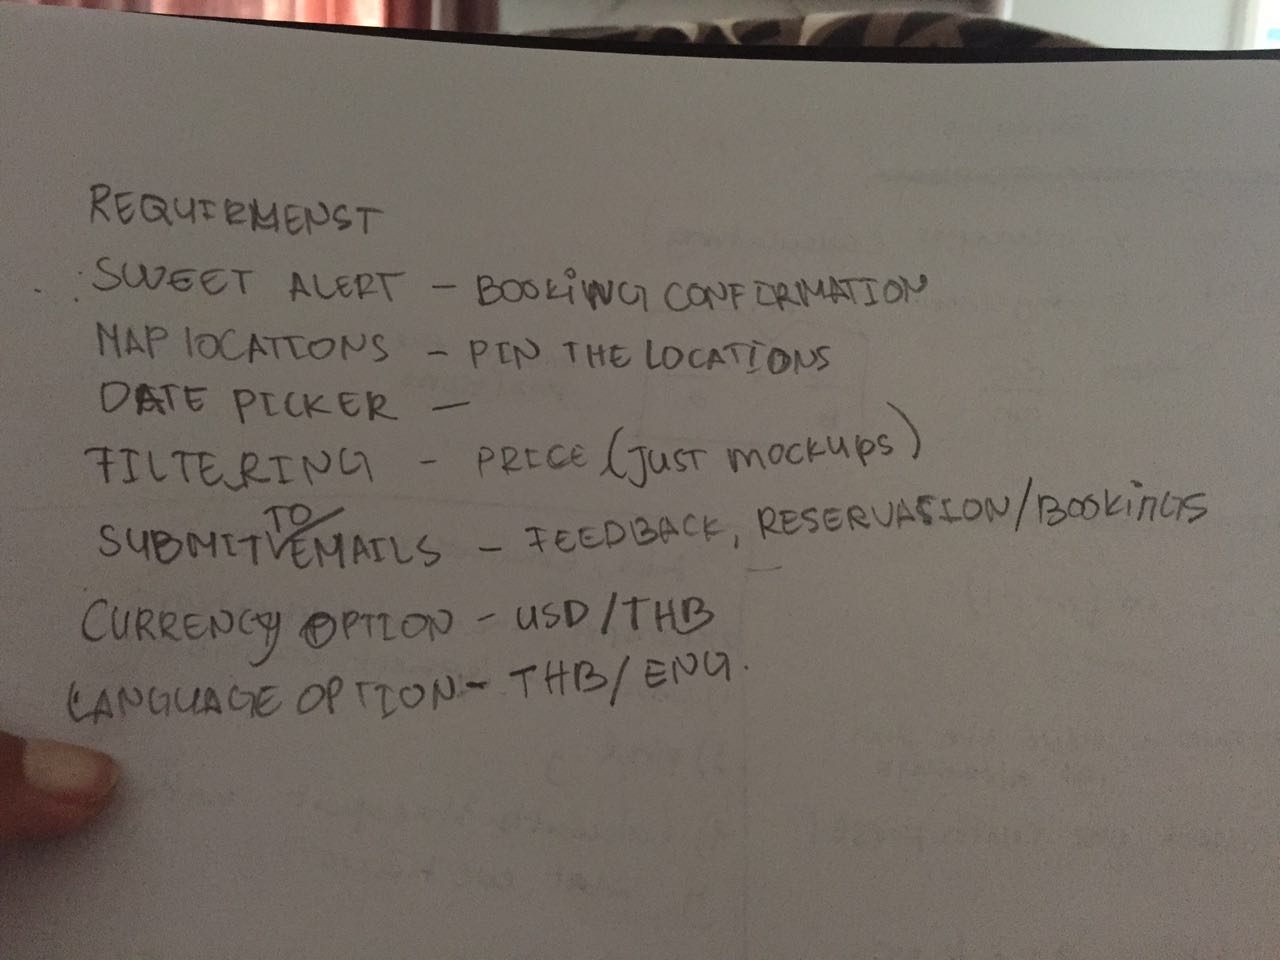 REQUIRMENST
SWEET ALERT - BOOKiNG CONFIRMATION
MAP lOCATIONS - PIN THE LOCATiONS
DATE PICKER -
FILTERING - PRICE (just mockups)
SUBMIT TO EMAILS - FEEDBACK, RESERVASION/BOOKiNGS
CURRENCy OPTION - USD/THB
LANGUAGE OPTION - THB/ENG.